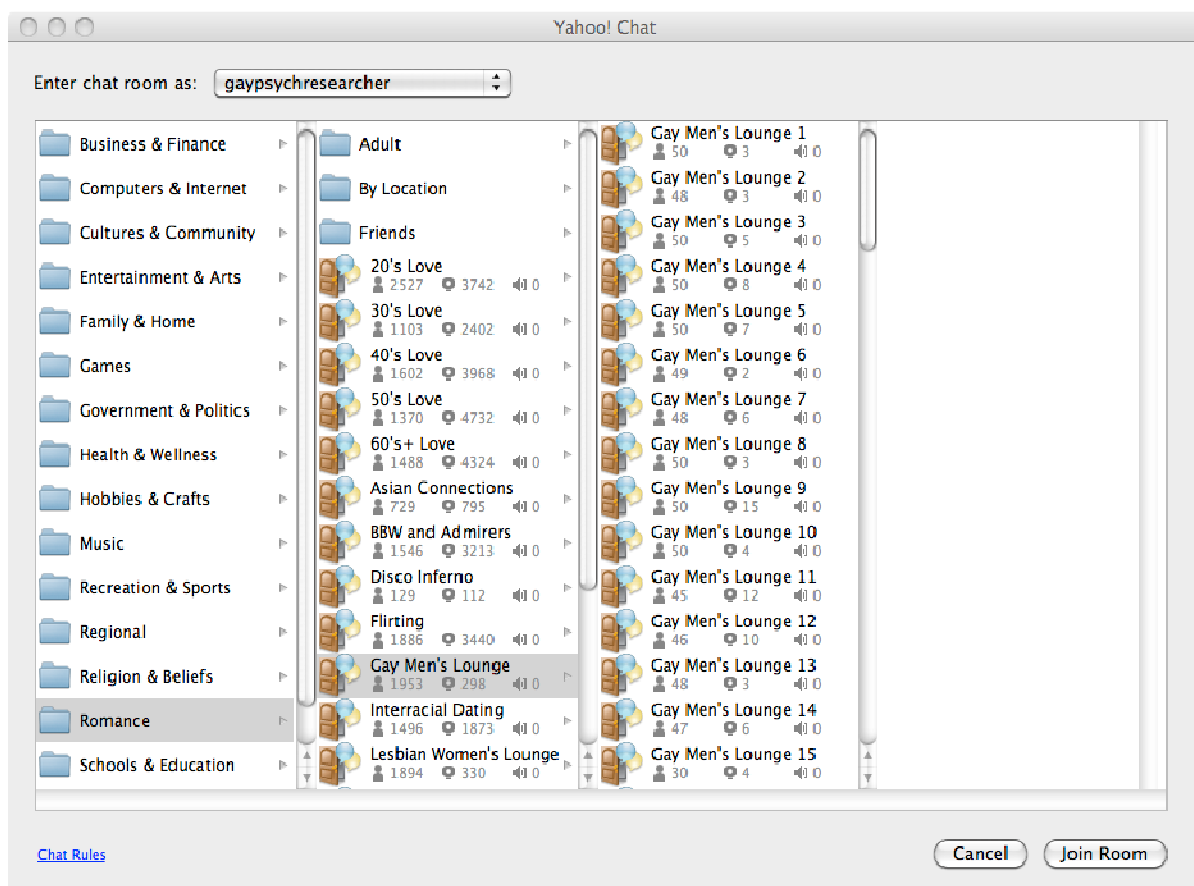 Yahoo! Chat
Enter chat room as: gaypsychresearcher
Business & Finance
Computers & Internet
Cultures & Community
Entertainment & Arts
Family & Home
Games
Government & Politics
Health & Wellness
Hobbies & Crafts
Music
Recreation & Sports
Regional
Religion & Beliefs
Romance
Schools & Education
Adult
By Location
Friends
20's Love
2527 3742 0
30's Love
1103 2402 0
40's Love
1602 3968 0
50's Love
1370 4732 0
60's+ Love
1488 4324 0
Asian Connections
729 795 0
BBW and Admirers
1546 3213 0
Disco Inferno
129 112 0
Flirting
1886 3440 0
Gay Men's Lounge
1953 298 0
Interracial Dating
1496 1873 0
Lesbian Women's Lounge
1894 330 0
Gay Men's Lounge 1
50 3 0
Gay Men's Lounge 2
48 3 0
Gay Men's Lounge 3
50 5 0
Gay Men's Lounge 4
50 8 0
Gay Men's Lounge 5
50 7 0
Gay Men's Lounge 6
49 2 0
Gay Men's Lounge 7
48 6 0
Gay Men's Lounge 8
50 3 0
Gay Men's Lounge 9
50 15 0
Gay Men's Lounge 10
50 4 0
Gay Men's Lounge 11
45 12 0
Gay Men's Lounge 12
46 10 0
Gay Men's Lounge 13
48 3 0
Gay Men's Lounge 14
47 6 0
Gay Men's Lounge 15
30 4 0
Chat Rules
Cancel
Join Room